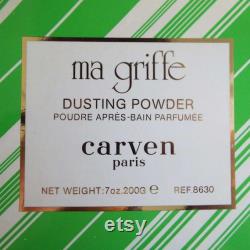 ma griffe
DUSTING POWDER
POUDRE APRÈS-BAIN PARFUMÉE
carven
paris
NET WEIGHT:7oz.200G ℮ REF.8630
Etsy